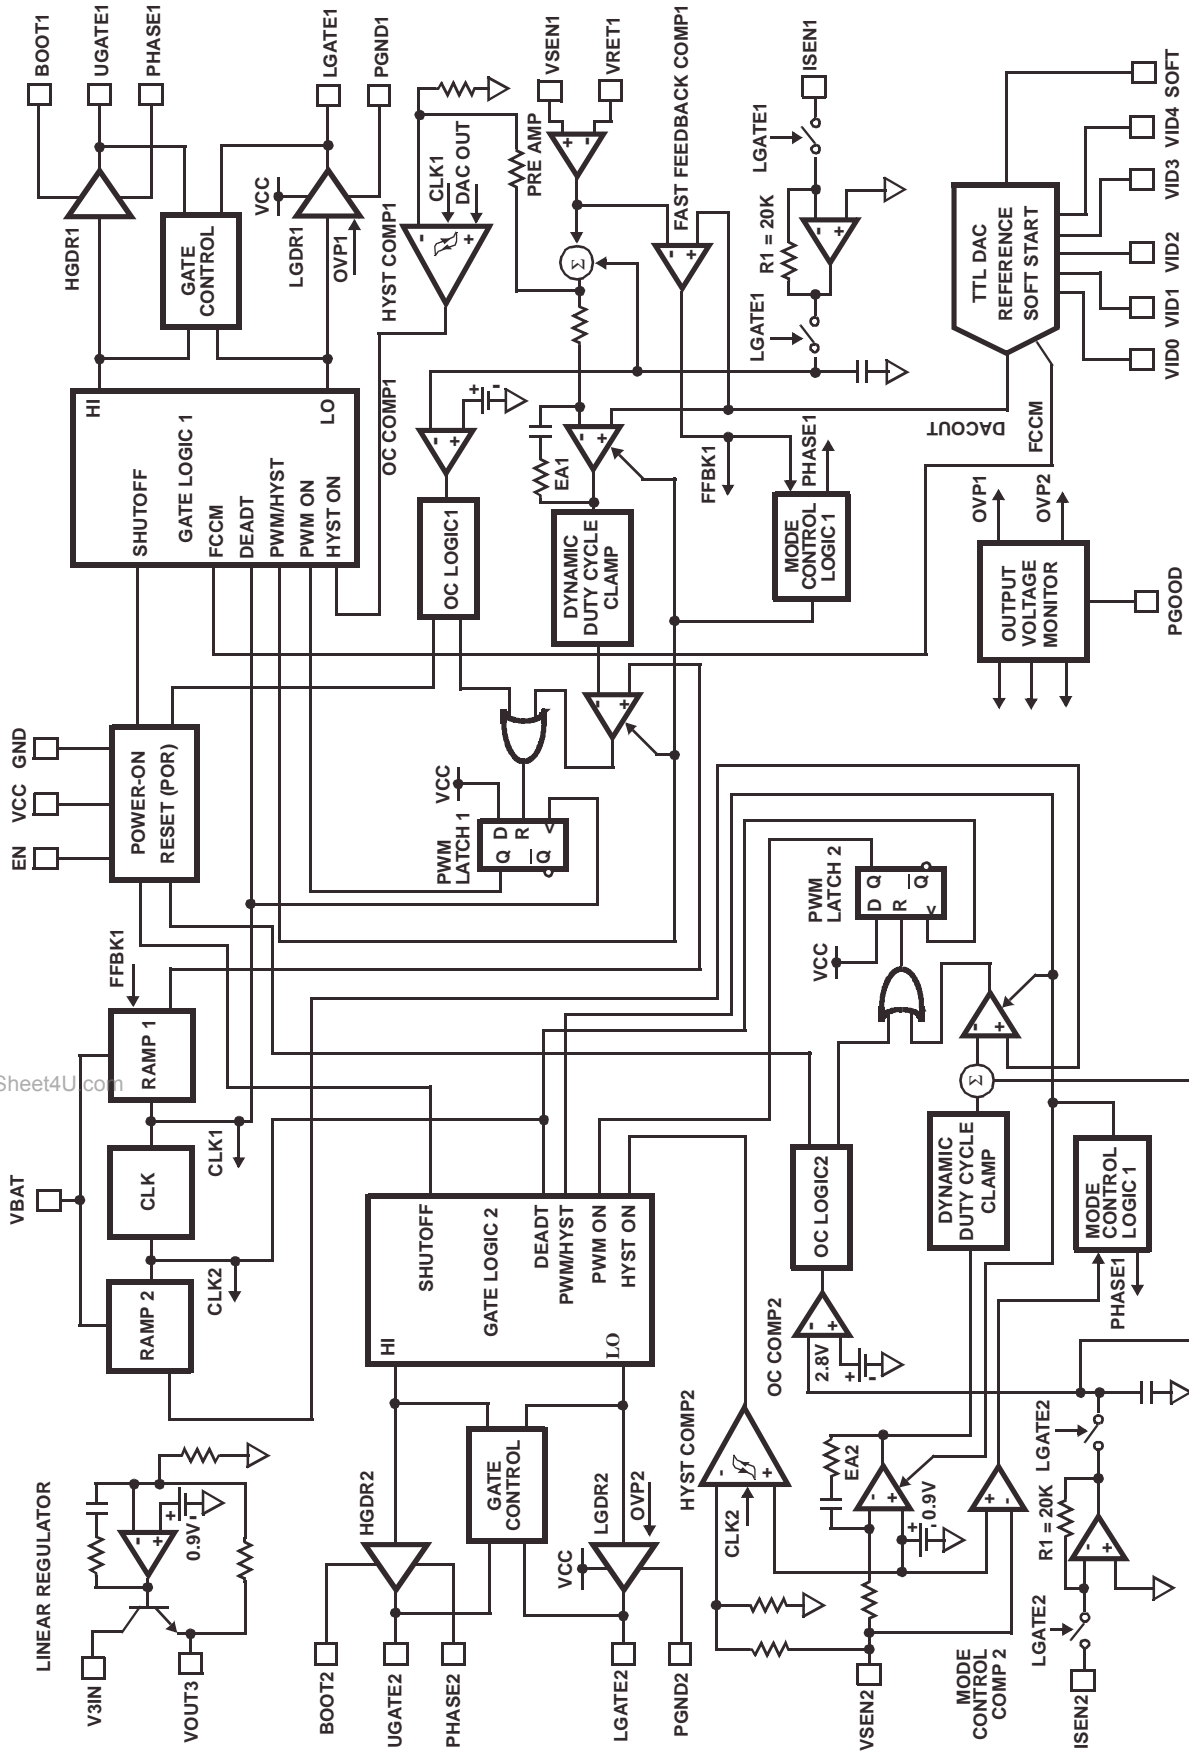 BOOT1
UGATE1
PHASE1
LGATE1
PGND1
VSEN1
VRET1
ISEN1
HGDR1
GATE
CONTROL
VCC
LGDR1
OVP1
HYST COMP1
CLK1
DAC OUT
-
+
PRE AMP
+
-
Σ
FAST FEEDBACK COMP1
-
+
LGATE1
R1 = 20K
-
+
LGATE1
TTL DAC
REFERENCE
SOFT START
SOFT
VID4
VID3
VID2
VID1
VID0
HI
LO
SHUTOFF
GATE LOGIC 1
FCCM
DEADT
PWM/HYST
PWM ON
HYST ON
OC COMP1
-
+
+
-
OC LOGIC1
EA1
-
+
DYNAMIC
DUTY CYCLE
CLAMP
-
+
FFBK1
PHASE1
MODE
CONTROL
LOGIC 1
DACOUT
FCCM
OVP1
OVP2
OUTPUT
VOLTAGE
MONITOR
PGOOD
GND
VCC
EN
POWER-ON
RESET (POR)
VCC
PWM
LATCH 1
D
R
<
Q
Q
FFBK1
RAMP 1
CLK1
CLK
CLK2
RAMP 2
VBAT
Sheet4U.com
VCC
PWM
LATCH 2
D
Q
R
Q
<
-
+
Σ
DYNAMIC
DUTY CYCLE
CLAMP
MODE
CONTROL
LOGIC 1
PHASE1
OC LOGIC2
OC COMP2
-
+
2.8V
+
-
SHUTOFF
GATE LOGIC 2
DEADT
PWM/HYST
PWM ON
HYST ON
HI
LO
HGDR2
GATE
CONTROL
LGDR2
OVP2
VCC
HYST COMP2
-
+
CLK2
EA2
-
+
+
-
0.9V
+
-
LGATE2
R1 = 20K
-
+
LGATE2
LINEAR REGULATOR
-
+
+
-
0.9V
V3IN
VOUT3
BOOT2
UGATE2
PHASE2
LGATE2
PGND2
VSEN2
MODE
CONTROL
COMP 2
ISEN2